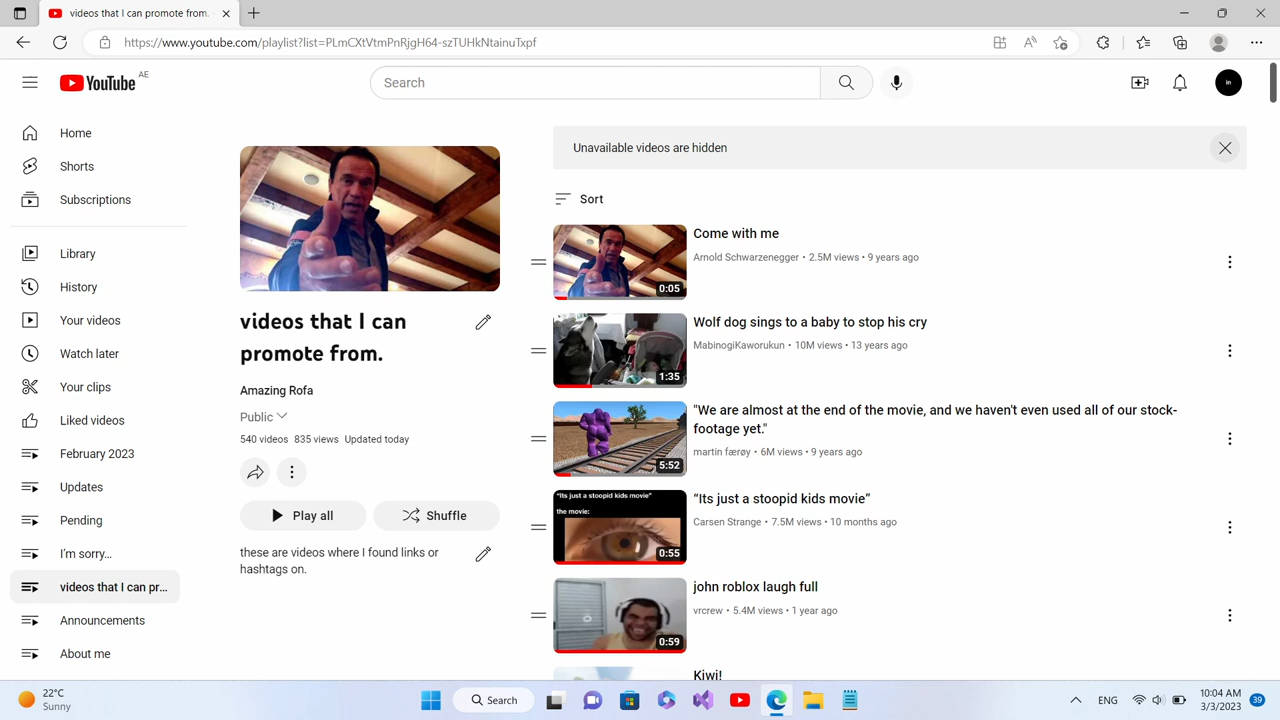 videos that I can promote from.
https://www.youtube.com/playlist?list=PLmCXtVtmPnRjgH64-szTUHkNtainuTxpf
YouTube AE
Search
in
Home
Shorts
Subscriptions
Library
History
Your videos
Watch later
Your clips
Liked videos
February 2023
Updates
Pending
I'm sorry...
videos that I can pr...
Announcements
About me
videos that I can
promote from.
Amazing Rofa
Public
540 videos 835 views Updated today
Play all
Shuffle
these are videos where I found links or
hashtags on.
Unavailable videos are hidden
Sort
0:05
Come with me
Arnold Schwarzenegger • 2.5M views • 9 years ago
1:35
Wolf dog sings to a baby to stop his cry
MabinogiKaworukun • 10M views • 13 years ago
5:52
"We are almost at the end of the movie, and we haven't even used all of our stock-
footage yet."
martin færøy • 6M views • 9 years ago
"Its just a stoopid kids movie"
the movie:
0:55
“Its just a stoopid kids movie”
Carsen Strange • 7.5M views • 10 months ago
0:59
john roblox laugh full
vrcrew • 5.4M views • 1 year ago
Kiwi!
22°C
Sunny
Search
ENG
10:04 AM
3/3/2023
39